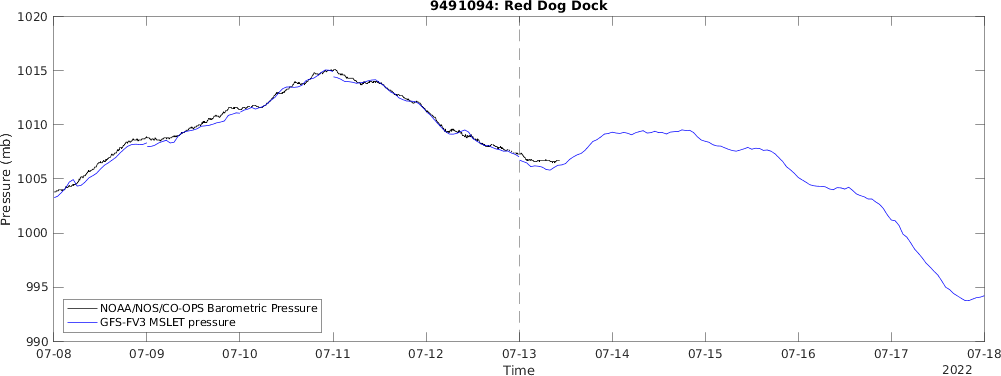 9491094: Red Dog Dock
Pressure (mb)
1020
1015
1010
1005
1000
995
990
NOAA/NOS/CO-OPS Barometric Pressure
GFS-FV3 MSLET pressure
07-08 07-09 07-10 07-11 07-12 07-13 07-14 07-15 07-16 07-17 07-18
Time
2022